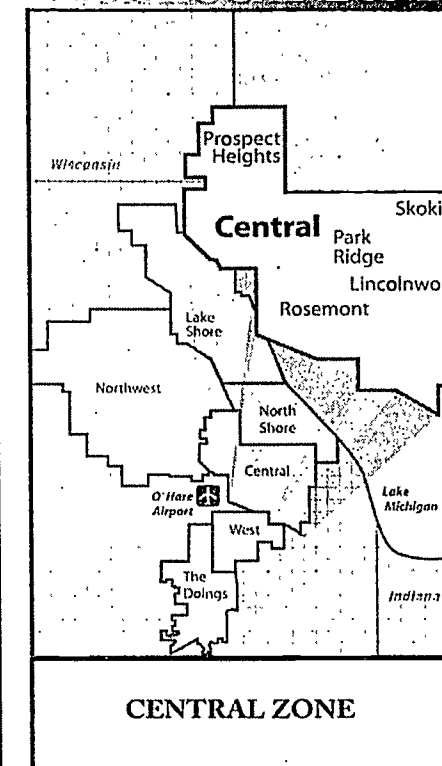 Prospect
Heights
Wisconsin
Skoki
Central
Park
Ridge
Lincolnwo
Rosemont
Lake
Shore
Northwest
North
Shore
Central
O'Hare
Airport
Lake
Michigan
West
The
Doings
Indiana
CENTRAL ZONE